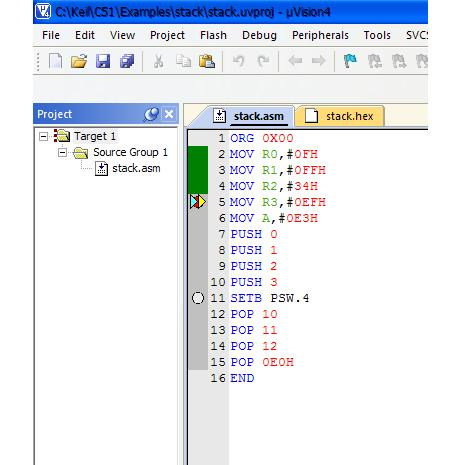 C:\Keil\C51\Examples\stack\stack.uvproj - µVision4
File Edit View Project Flash Debug Peripherals Tools SVCS
Project
stack.asm stack.hex
Target 1
Source Group 1
stack.asm
1 ORG 0X00
2 MOV R0,#0FH
3 MOV R1,#0FFH
4 MOV R2,#34H
5 MOV R3,#0EFH
6 MOV A,#0E3H
7 PUSH 0
8 PUSH 1
9 PUSH 2
10 PUSH 3
11 SETB PSW.4
12 POP 10
13 POP 11
14 POP 12
15 POP 0E0H
16 END